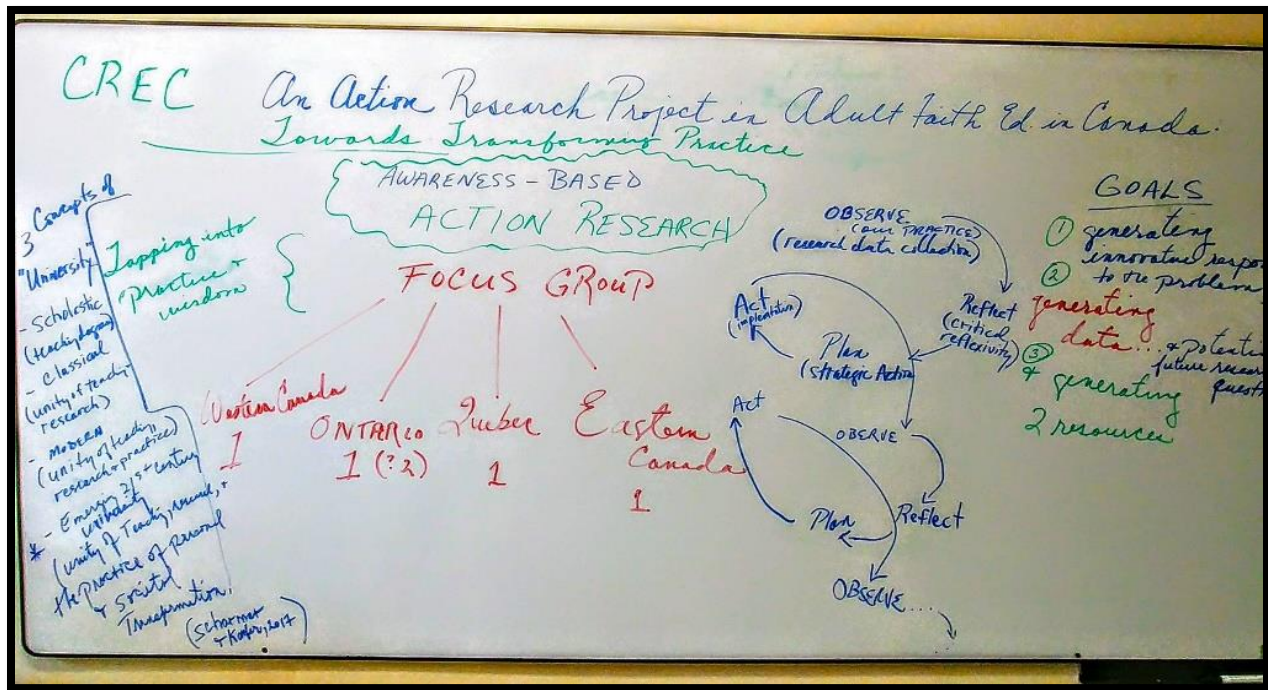 CREC An Action Research Project in Adult Faith Ed. in Canada.
Towards Transforming Practice
AWARENESS - BASED
ACTION RESEARCH
3 Concepts of
"University"
- Scholastic
(teaching)
- Classical
(unity of teaching
research)
- MODERN
(unity of teaching,
research + practice)
- Emerging 21st century
university
* (unity of Teaching, research, +
the practice of personal
+ societal
Transformation.
(Scharmer
2017)
Tapping into
"practice +
wisdom
FOCUS GROUP
Western Canada
1
ONTARIO
1 (? 2)
Quebec
1
Eastern
Canada
1
OBSERVE
(OUR PRACTICE)
(research data collection)
Reflect
(critical
reflexivity)
Plan
(Strategic Action)
Act
(implementation)
OBSERVE
Reflect
Plan
Act
OBSERVE....
GOALS
① generating
innovative respo
to the problem
② generating
data... + potenti
future resear
quest
③ + generating
2 resources